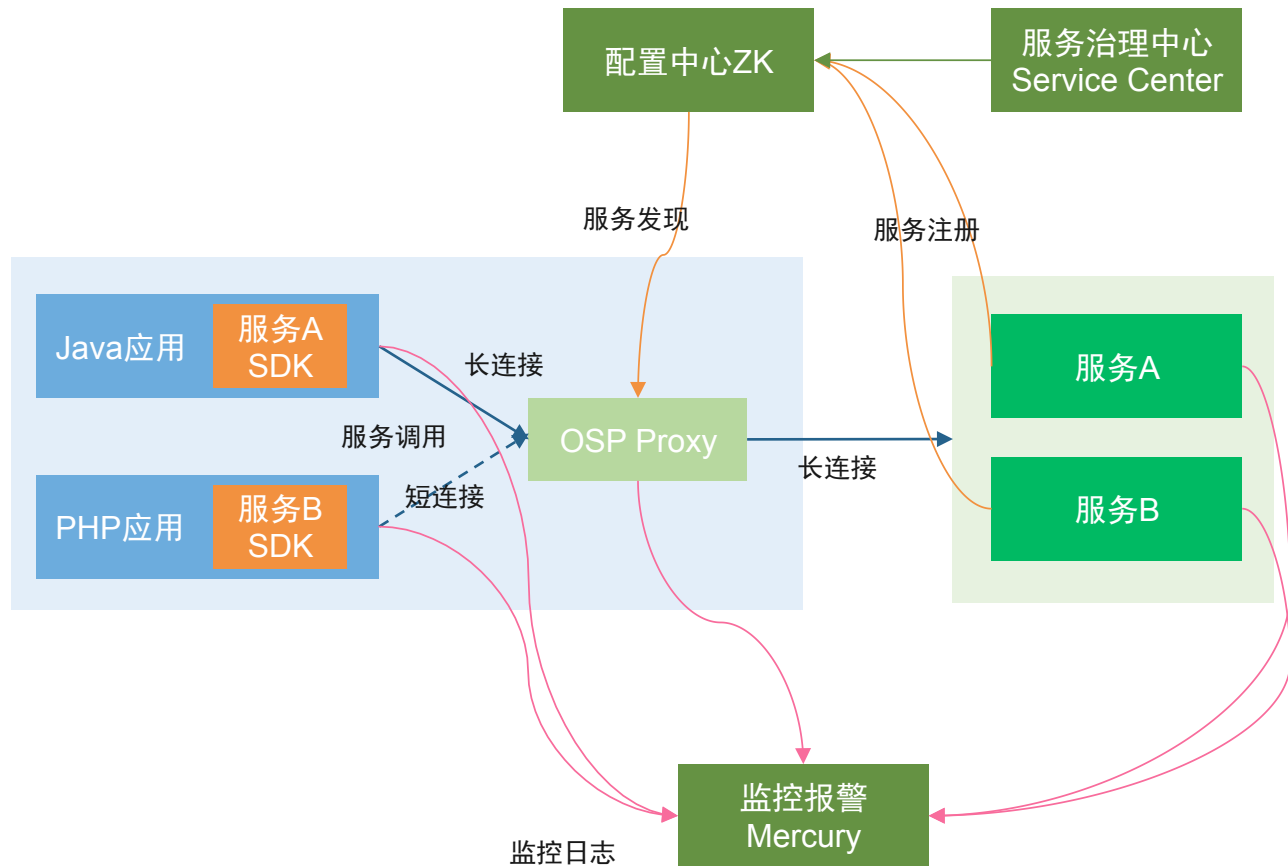 配置中心ZK
服务治理中心
Service Center
服务发现
服务注册
Java应用
服务A
SDK
长连接
服务A
服务调用
OSP Proxy
长连接
PHP应用
服务B
SDK
短连接
服务B
监控报警
Mercury
监控日志